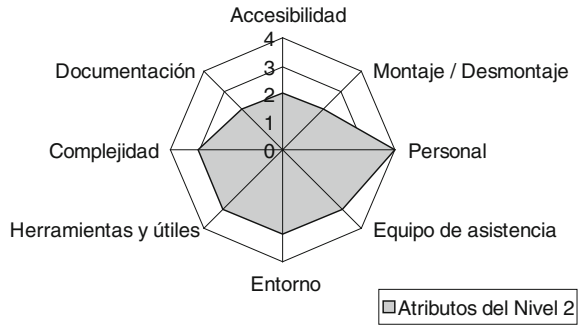 Accesibilidad
4
3
2
1
0
Documentación
Montaje / Desmontaje
Complejidad
Personal
Herramientas y útiles
Equipo de asistencia
Entorno
Atributos del Nivel 2